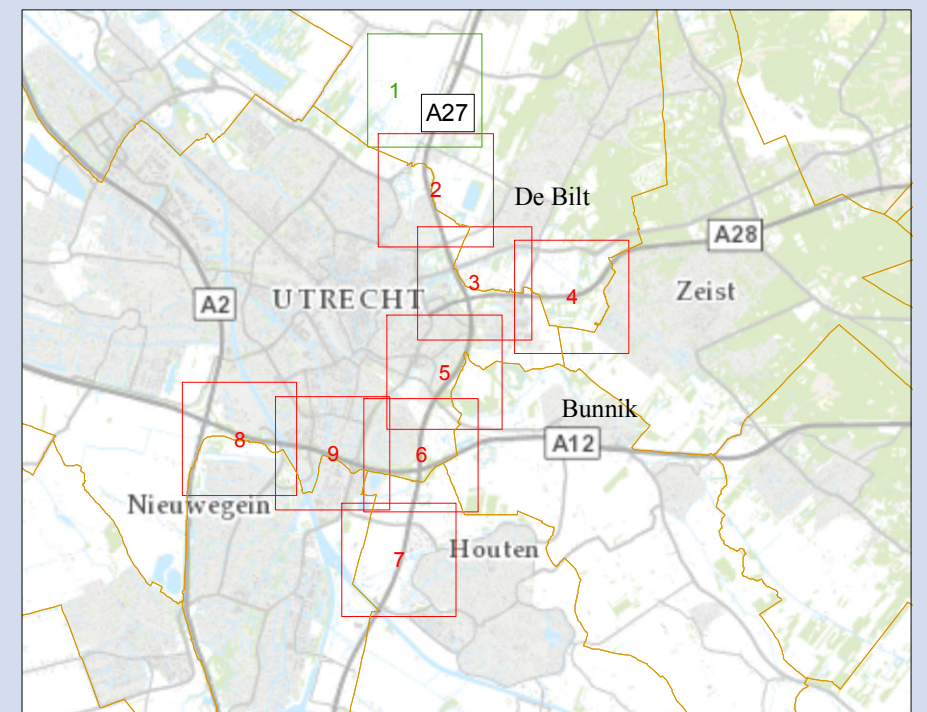 1
A27
2
De Bilt
A28
3
4
Zeist
A2
UTRECHT
5
Bunnik
8
9
6
A12
Nieuwegein
7
Houten